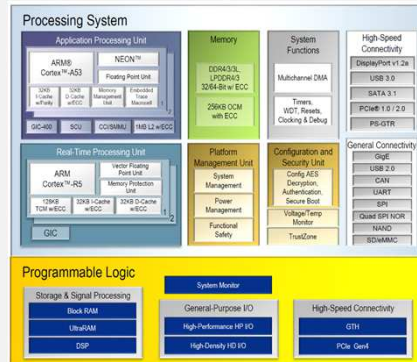 Processing System
Application Processing Unit
ARM®
Cortex™-A53
NEON™
Floating Point Unit
32KB
I-Cache
w/Parity
32KB
D-Cache
w/ECC
Memory
Management
Unit
Embedded
Trace
Macrocell
1
2
GIC-400
SCU
CCI/SMMU
1MB L2 w/ECC
Memory
DDR4/3/3L,
LPDDR4/3
32/64-Bit w/ ECC
256KB OCM
with ECC
System
Functions
Multichannel DMA
Timers,
WDT, Resets,
Clocking & Debug
High-Speed
Connectivity
DisplayPort v1.2a
USB 3.0
SATA 3.1
PCIe® 1.0 / 2.0
PS-GTR
Real-Time Processing Unit
ARM
Cortex™-R5
Vector Floating
Point Unit
Memory Protection
Unit
128KB
TCM w/ECC
32KB I-Cache
w/ECC
32KB D-Cache
w/ECC
1
2
GIC
Platform
Management Unit
System
Management
Power
Management
Functional
Safety
Configuration and
Security Unit
Config AES
Decryption,
Authentication,
Secure Boot
Voltage/Temp
Monitor
TrustZone
General Connectivity
GigE
USB 2.0
CAN
UART
SPI
Quad SPI NOR
NAND
SD/eMMC
Programmable Logic
System Monitor
Storage & Signal Processing
Block RAM
UltraRAM
DSP
General-Purpose I/O
High-Performance HP I/O
High-Density HD I/O
High-Speed Connectivity
GTH
PCIe Gen4